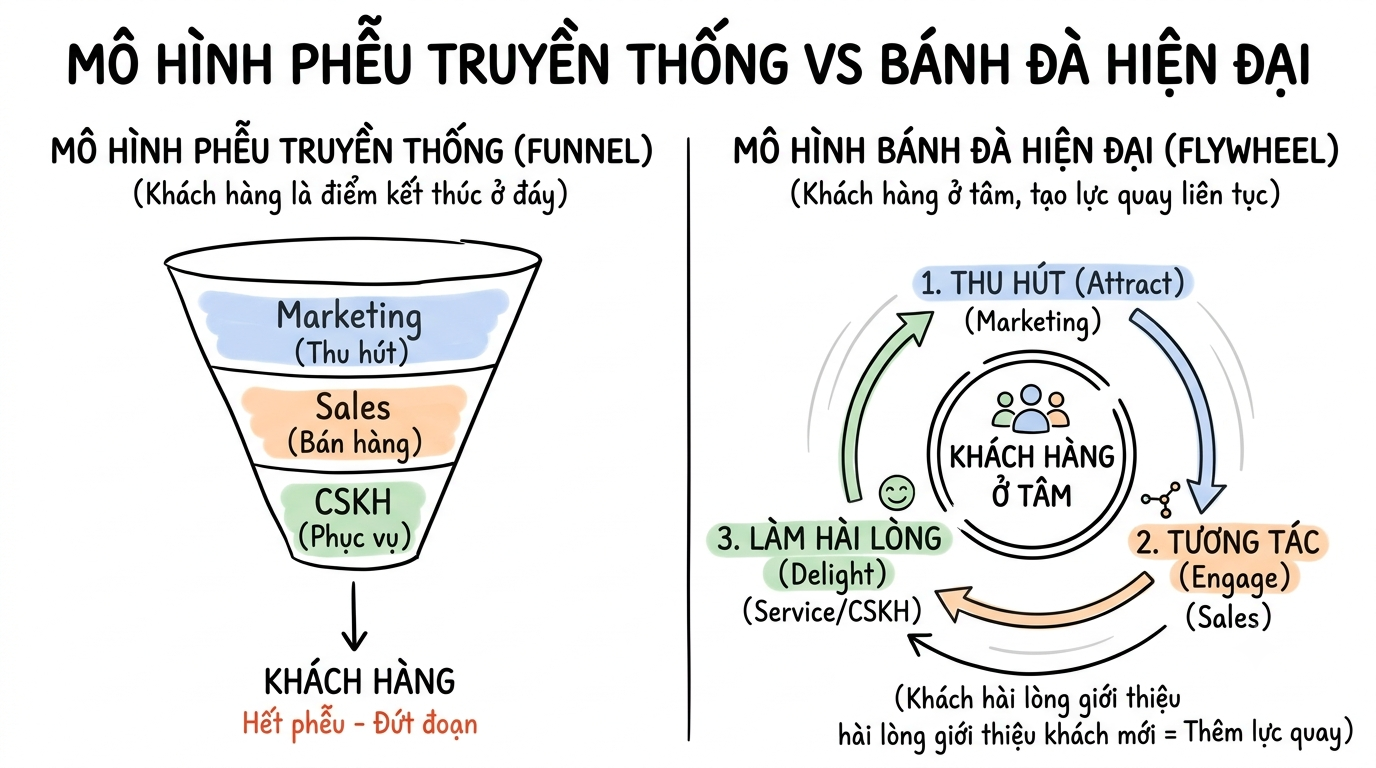 MÔ HÌNH PHỄU TRUYỀN THỐNG VS BÁNH ĐÀ HIỆN ĐẠI
MÔ HÌNH PHỄU TRUYỀN THỐNG (FUNNEL)
(Khách hàng là điểm kết thúc ở đáy)
Marketing
(Thu hút)
Sales
(Bán hàng)
CSKH
(Phục vụ)
KHÁCH HÀNG
Hết phễu - Đứt đoạn
MÔ HÌNH BÁNH ĐÀ HIỆN ĐẠI (FLYWHEEL)
(Khách hàng ở tâm, tạo lực quay liên tục)
1. THU HÚT (Attract)
(Marketing)
KHÁCH HÀNG
Ở TÂM
2. TƯƠNG TÁC
(Engage)
(Sales)
3. LÀM HÀI LÒNG
(Delight)
(Service/CSKH)
(Khách hài lòng giới thiệu
hài lòng giới thiệu khách mới = Thêm lực quay)